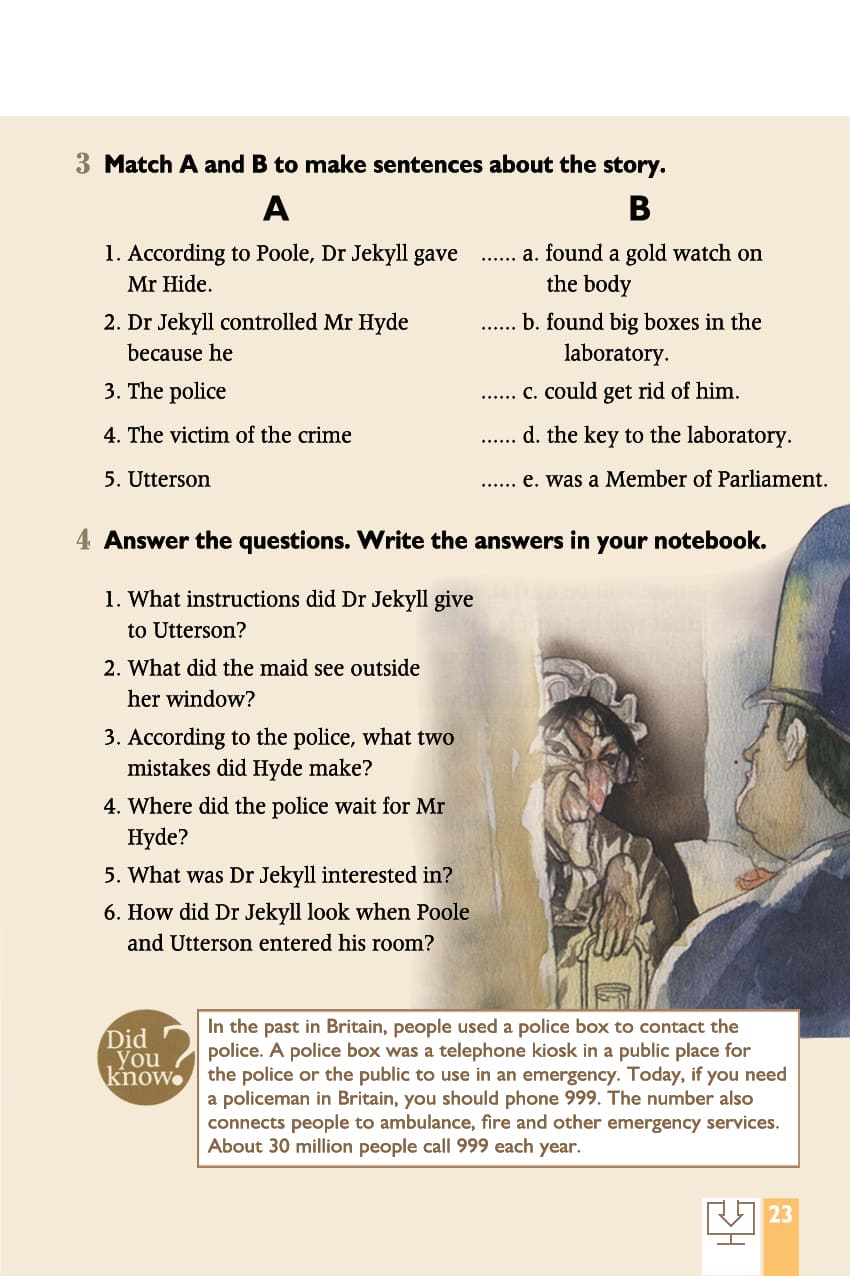 3 Match A and B to make sentences about the story.
A B
1. According to Poole, Dr Jekyll gave ...... a. found a gold watch on
Mr Hide. the body
2. Dr Jekyll controlled Mr Hyde ...... b. found big boxes in the
because he laboratory.
3. The police ...... c. could get rid of him.
4. The victim of the crime ...... d. the key to the laboratory.
5. Utterson ...... e. was a Member of Parliament.
4 Answer the questions. Write the answers in your notebook.
1. What instructions did Dr Jekyll give
to Utterson?
2. What did the maid see outside
her window?
3. According to the police, what two
mistakes did Hyde make?
4. Where did the police wait for Mr
Hyde?
5. What was Dr Jekyll interested in?
6. How did Dr Jekyll look when Poole
and Utterson entered his room?
Did
you
know?
In the past in Britain, people used a police box to contact the
police. A police box was a telephone kiosk in a public place for
the police or the public to use in an emergency. Today, if you need
a policeman in Britain, you should phone 999. The number also
connects people to ambulance, fire and other emergency services.
About 30 million people call 999 each year.
23